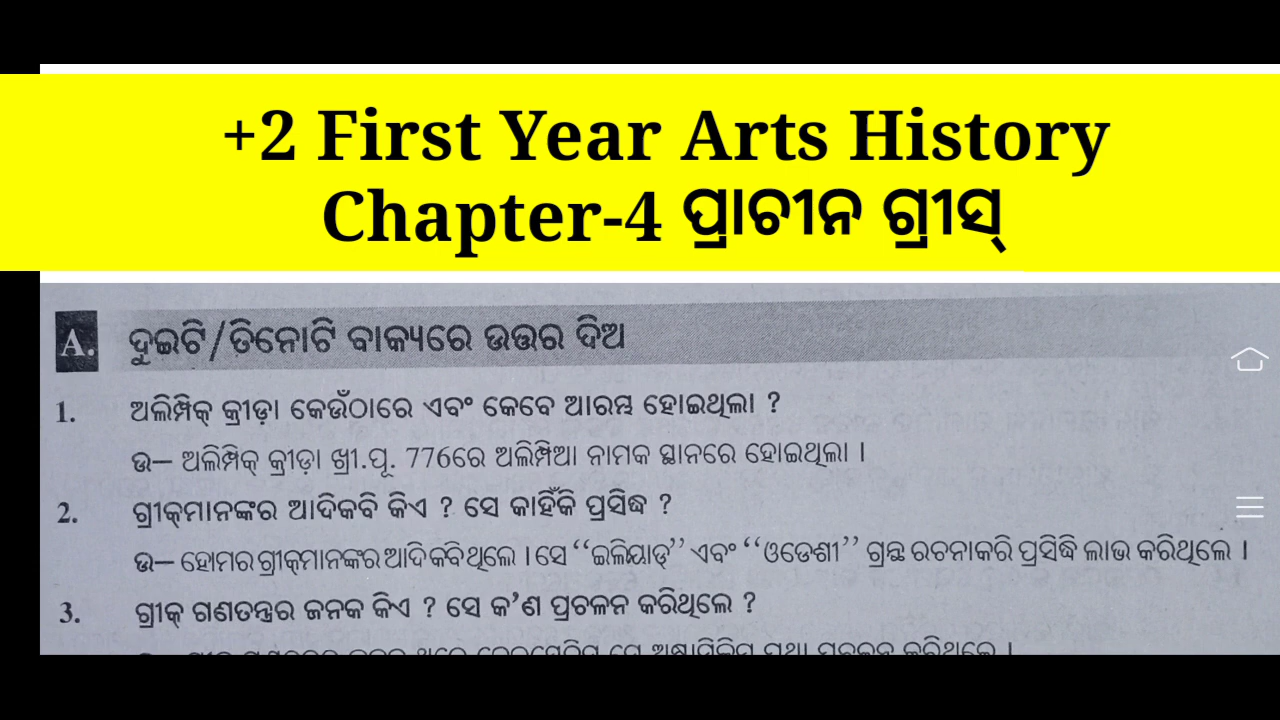 +2 First Year Arts History
Chapter-4 ପ୍ରାଚୀନ ଗ୍ରୀସ୍
A. ଦୁଇଟି/ତିନୋଟି ବାକ୍ୟରେ ଉତ୍ତର ଦିଅ
1. ଅଲିମ୍ପିକ୍ କ୍ରୀଡ଼ା କେଉଁଠାରେ ଏବଂ କେବେ ଆରମ୍ଭ ହୋଇଥିଲା ?
ଉ— ଅଲିମ୍ପିକ୍ କ୍ରୀଡ଼ା ଖ୍ରୀ.ପୂ. 776ରେ ଅଲିମ୍ପିଆ ନାମକ ସ୍ଥାନରେ ହୋଇଥିଲା ।
2. ଗ୍ରୀକ୍‌ମାନଙ୍କର ଆଦିକବି କିଏ ? ସେ କାହିଁକି ପ୍ରସିଦ୍ଧ ?
ଉ— ହୋମର ଗ୍ରୀକ୍‌ମାନଙ୍କର ଆଦିକବି ଥିଲେ । ସେ ‘‘ଇଲିୟାଡ୍’’ ଏବଂ ‘‘ଓଡେଶୀ’’ ଗ୍ରନ୍ଥ ରଚନାକରି ପ୍ରସିଦ୍ଧି ଲାଭ କରିଥିଲେ ।
3. ଗ୍ରୀକ୍ ଗଣତନ୍ତ୍ରର ଜନକ କିଏ ? ସେ କ’ଣ ପ୍ରଚଳନ କରିଥିଲେ ?